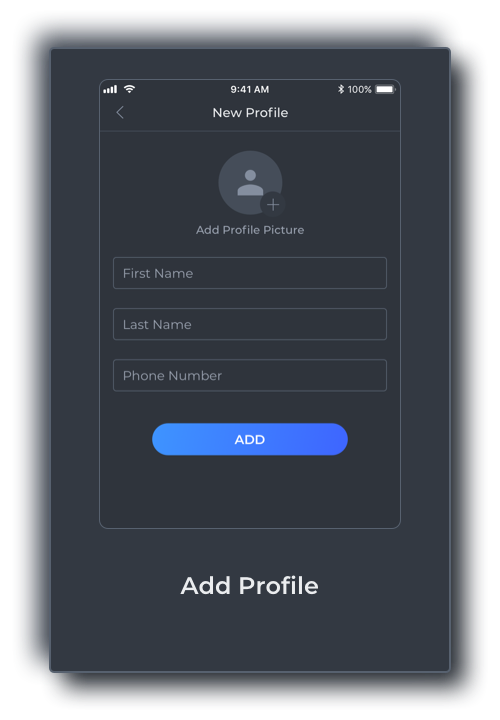 9:41 AM
100%
New Profile
Add Profile Picture
First Name
Last Name
Phone Number
ADD
Add Profile